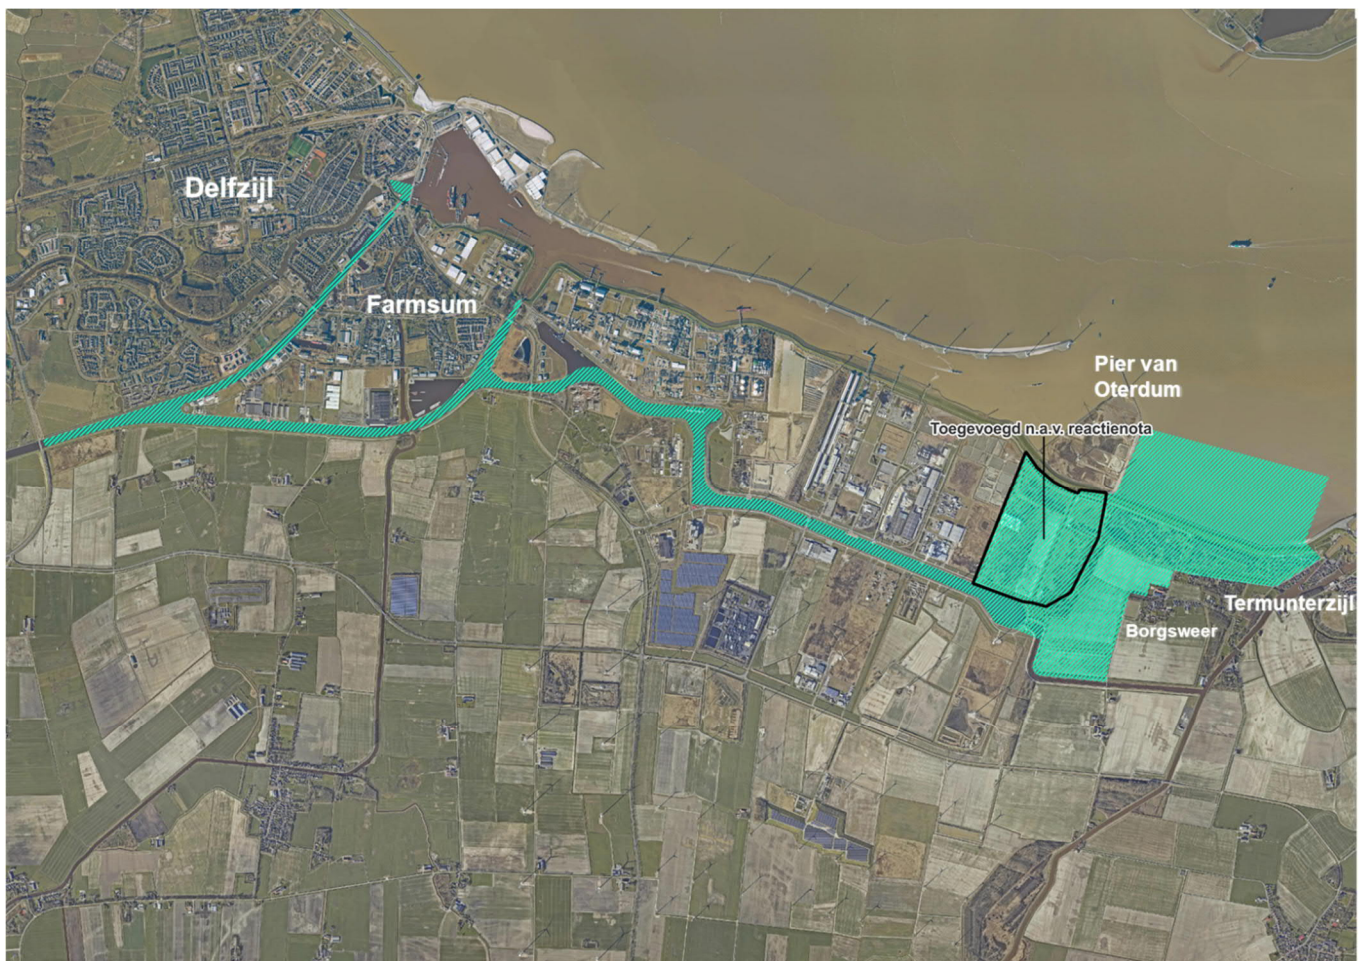 Delfzijl
Farmsum
Pier van
Oterdum
Toegevoegd n.a.v. reactienota
Termunterzijl
Borgsweer